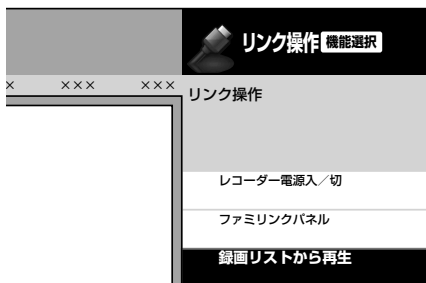 リンク操作 機能選択
× ××× ×××
リンク操作
レコーダー電源入／切
ファミリンクパネル
録画リストから再生